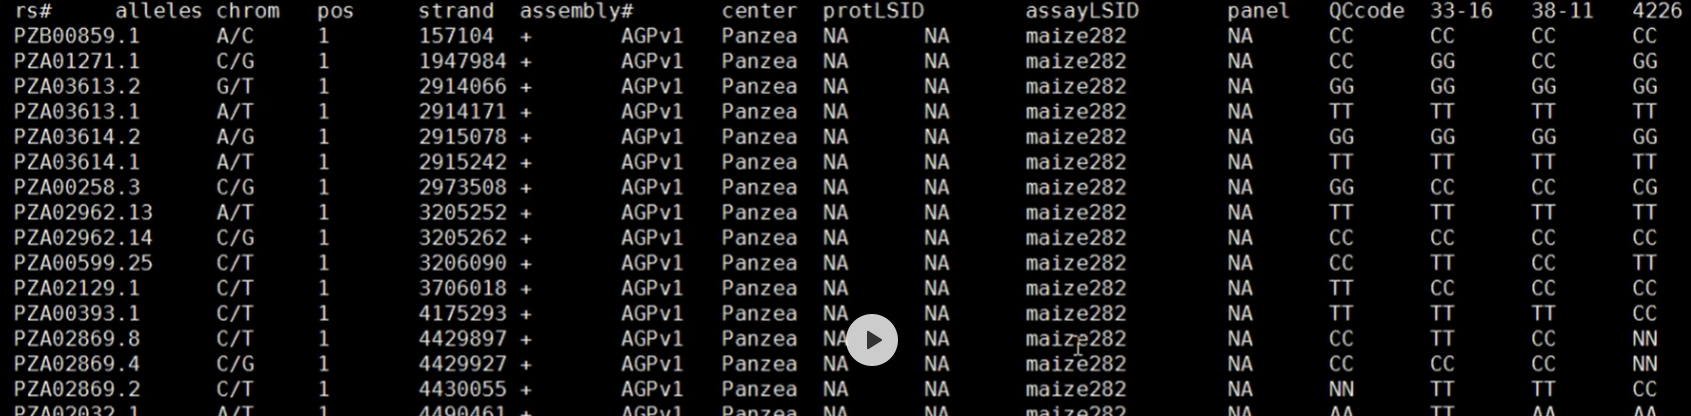 rs# alleles chrom pos strand assembly# center protLSID assayLSID panel QCcode 33-16 38-11 4226
PZB00859.1 A/C 1 157104 + AGPv1 Panzea NA NA maize282 NA CC CC CC CC
PZA01271.1 C/G 1 1947984 + AGPv1 Panzea NA NA maize282 NA CC GG CC GG
PZA03613.2 G/T 1 2914066 + AGPv1 Panzea NA NA maize282 NA GG GG GG GG
PZA03613.1 A/T 1 2914171 + AGPv1 Panzea NA NA maize282 NA TT TT TT TT
PZA03614.2 A/G 1 2915078 + AGPv1 Panzea NA NA maize282 NA GG GG GG GG
PZA03614.1 A/T 1 2915242 + AGPv1 Panzea NA NA maize282 NA TT TT TT TT
PZA00258.3 C/G 1 2973508 + AGPv1 Panzea NA NA maize282 NA GG CC CC CG
PZA02962.13 A/T 1 3205252 + AGPv1 Panzea NA NA maize282 NA TT TT TT TT
PZA02962.14 C/G 1 3205262 + AGPv1 Panzea NA NA maize282 NA CC CC CC CC
PZA00599.25 C/T 1 3206090 + AGPv1 Panzea NA NA maize282 NA CC TT CC TT
PZA02129.1 C/T 1 3706018 + AGPv1 Panzea NA NA maize282 NA TT CC CC CC
PZA00393.1 C/T 1 4175293 + AGPv1 Panzea NA NA maize282 NA TT TT TT CC
PZA02869.8 C/T 1 4429897 + AGPv1 Panzea NA NA maize282 NA CC TT CC NN
PZA02869.4 C/G 1 4429927 + AGPv1 Panzea NA NA maize282 NA CC CC CC NN
PZA02869.2 C/T 1 4430055 + AGPv1 Panzea NA NA maize282 NA NN TT TT CC
PZA02032.1 A/T 1 4490461 + AGPv1 Panzea NA NA maize282 NA AA TT AA AA